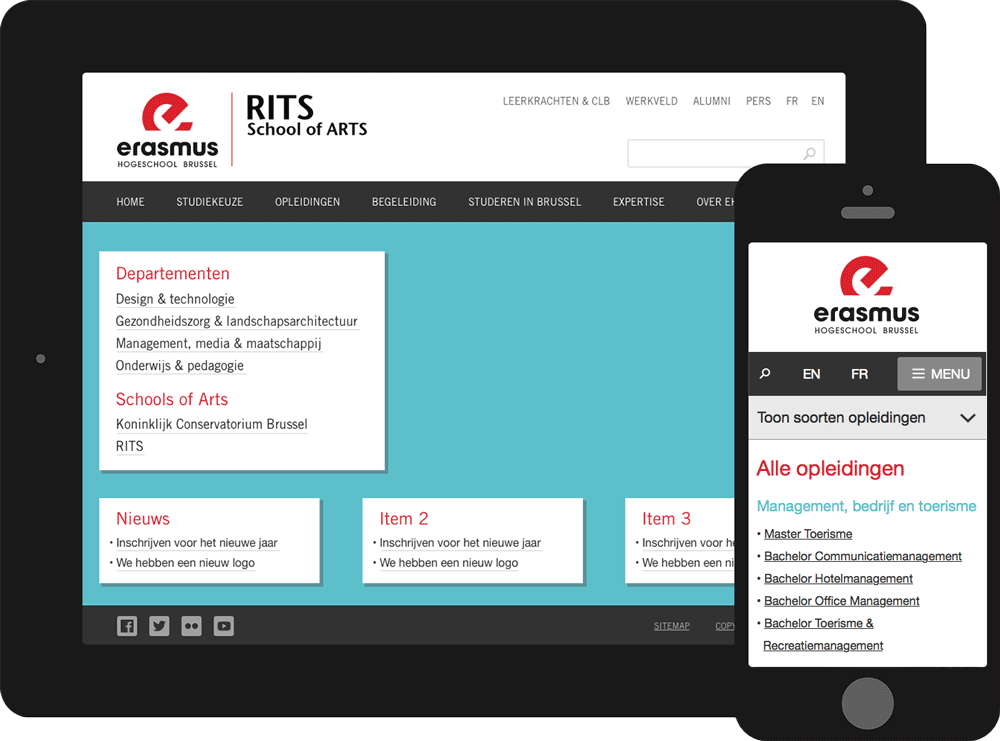 erasmus
HOGESCHOOL BRUSSEL
RITS
School of ARTS
LEERKRACHTEN & CLB WERKVELD ALUMNI PERS FR EN
HOME STUDIEKEUZE OPLEIDINGEN BEGELEIDING STUDEREN IN BRUSSEL EXPERTISE OVER EH
Departementen
Design & technologie
Gezondheidszorg & landschapsarchitectuur
Management, media & maatschappij
Onderwijs & pedagogie
Schools of Arts
Koninklijk Conservatorium Brussel
RITS
Nieuws
• Inschrijven voor het nieuwe jaar
• We hebben een nieuw logo
Item 2
• Inschrijven voor het nieuwe jaar
• We hebben een nieuw logo
Item 3
• Inschrijven voor he
• We hebben een ni
SITEMAP COPY
erasmus
HOGESCHOOL BRUSSEL
EN FR MENU
Toon soorten opleidingen
Alle opleidingen
Management, bedrijf en toerisme
• Master Toerisme
• Bachelor Communicatiemanagement
• Bachelor Hotelmanagement
• Bachelor Office Management
• Bachelor Toerisme &
Recreatiemanagement